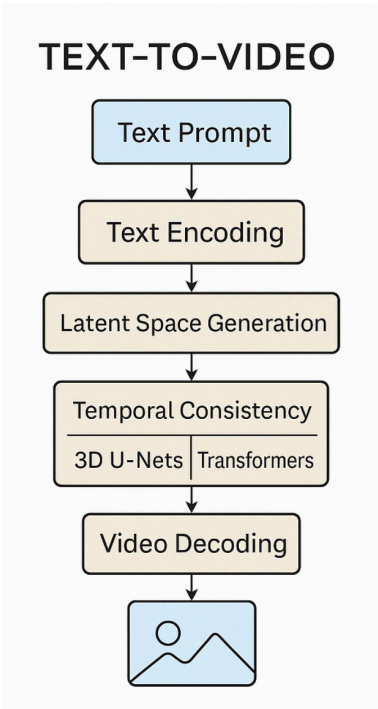 TEXT-TO-VIDEO
Text Prompt
Text Encoding
Latent Space Generation
Temporal Consistency
3D U-Nets
Transformers
Video Decoding